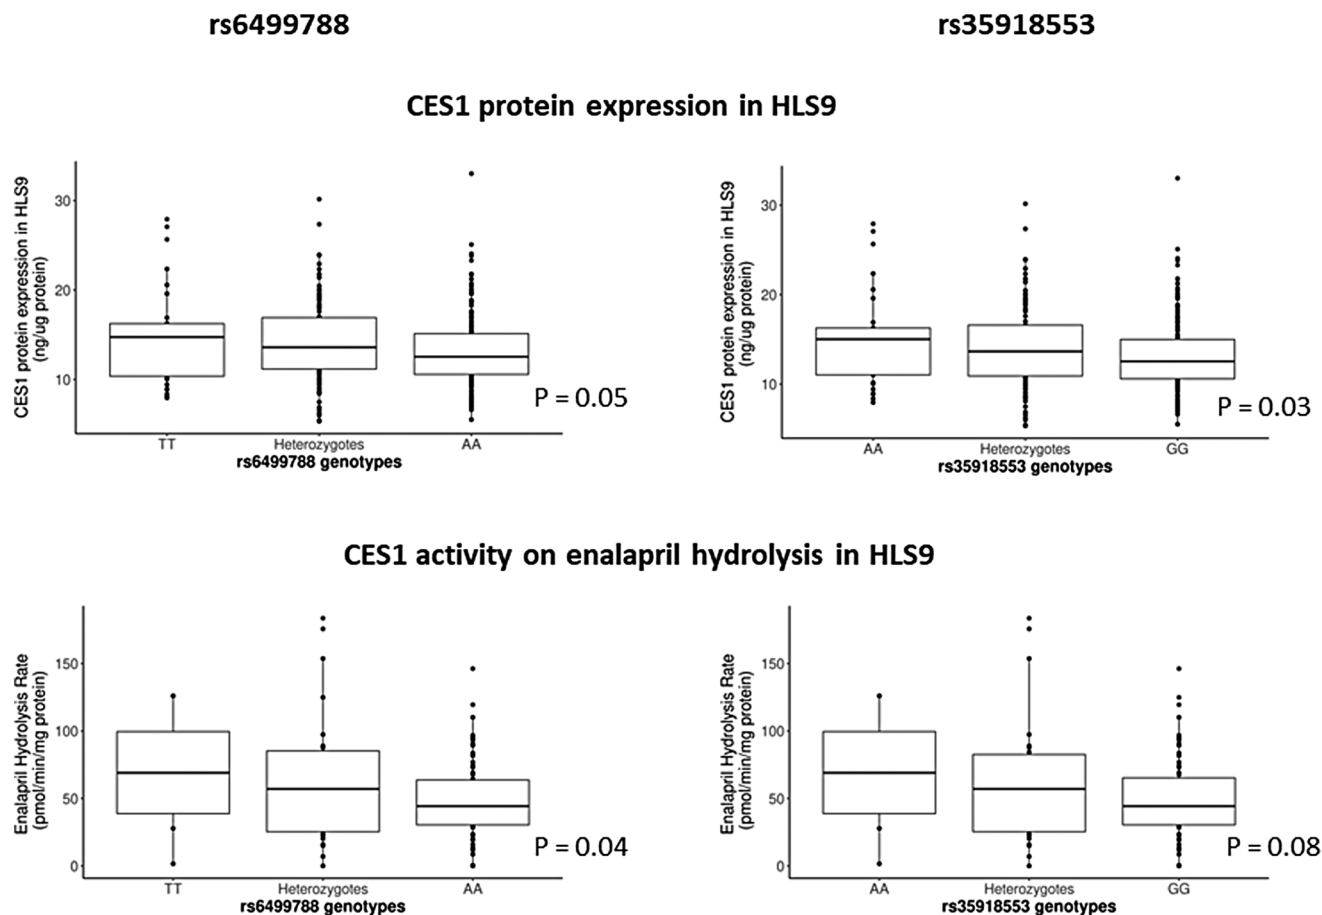 rs6499788
rs35918553
CES1 protein expression in HLS9
CES1 protein expression in HLS9
(ng/ug protein)
30
20
10
P = 0.05
TT
Heterozygotes
AA
rs6499788 genotypes
CES1 protein expression in HLS9
(ng/ug protein)
30
20
10
P = 0.03
AA
Heterozygotes
GG
rs35918553 genotypes
CES1 activity on enalapril hydrolysis in HLS9
Enalapril Hydrolysis Rate
(pmol/min/mg protein)
150
100
50
0
P = 0.04
TT
Heterozygotes
AA
rs6499788 genotypes
Enalapril Hydrolysis Rate
(pmol/min/mg protein)
150
100
50
0
P = 0.08
AA
Heterozygotes
GG
rs35918553 genotypes